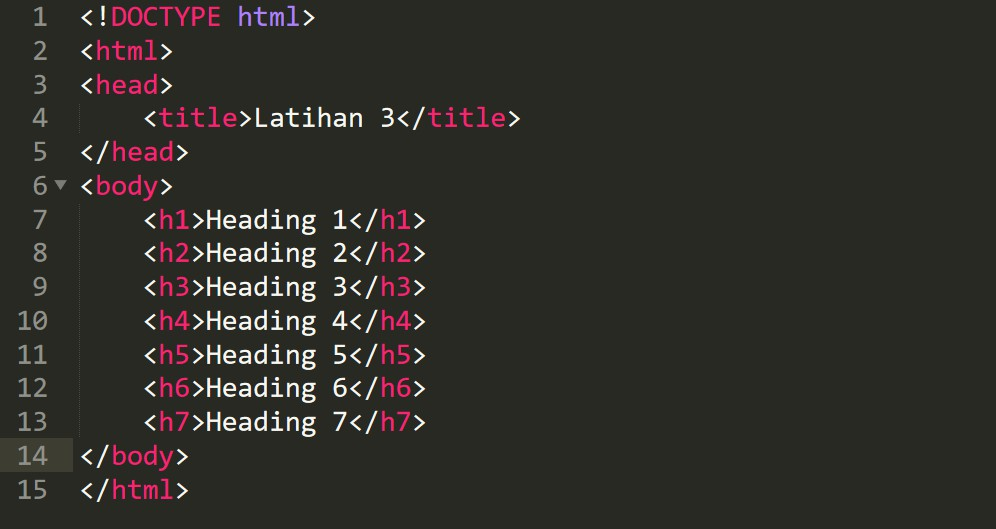 1 <!DOCTYPE html>
2 <html>
3 <head>
4     <title>Latihan 3</title>
5 </head>
6 <body>
7     <h1>Heading 1</h1>
8     <h2>Heading 2</h2>
9     <h3>Heading 3</h3>
10     <h4>Heading 4</h4>
11     <h5>Heading 5</h5>
12     <h6>Heading 6</h6>
13     <h7>Heading 7</h7>
14 </body>
15 </html>